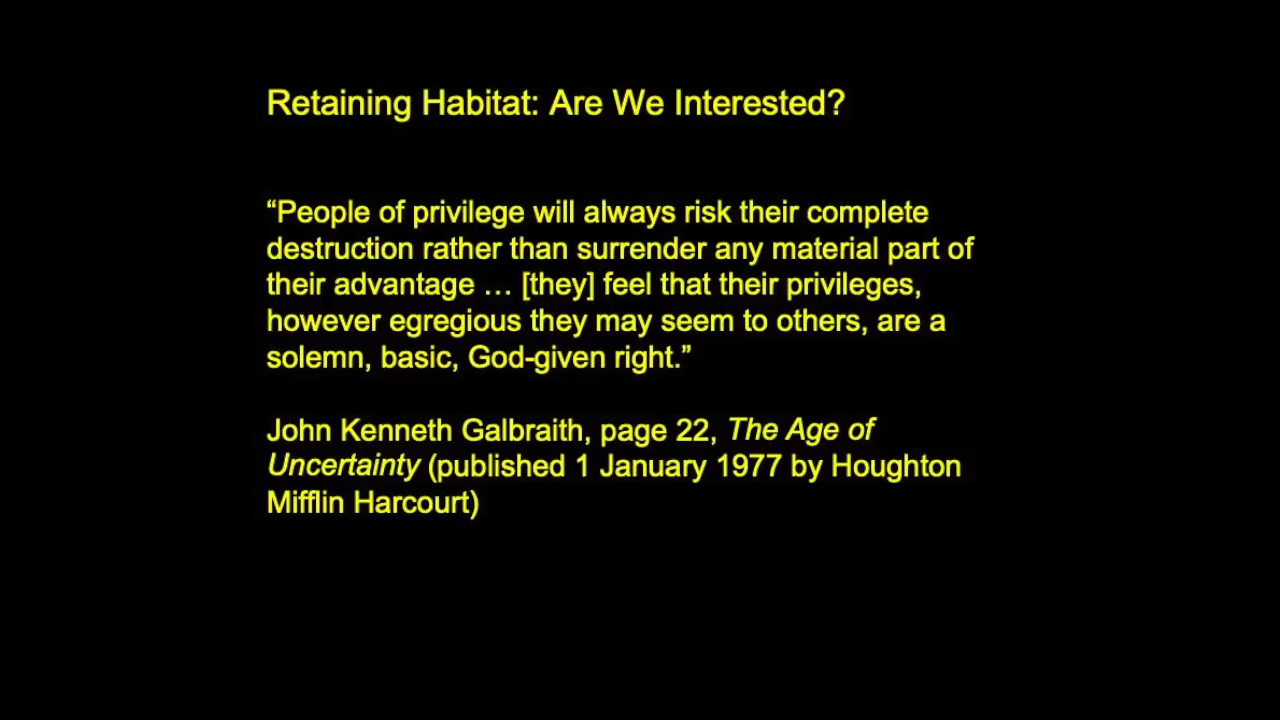 Retaining Habitat: Are We Interested?
“People of privilege will always risk their complete
destruction rather than surrender any material part of
their advantage … [they] feel that their privileges,
however egregious they may seem to others, are a
solemn, basic, God-given right.”
John Kenneth Galbraith, page 22, The Age of
Uncertainty (published 1 January 1977 by Houghton
Mifflin Harcourt)